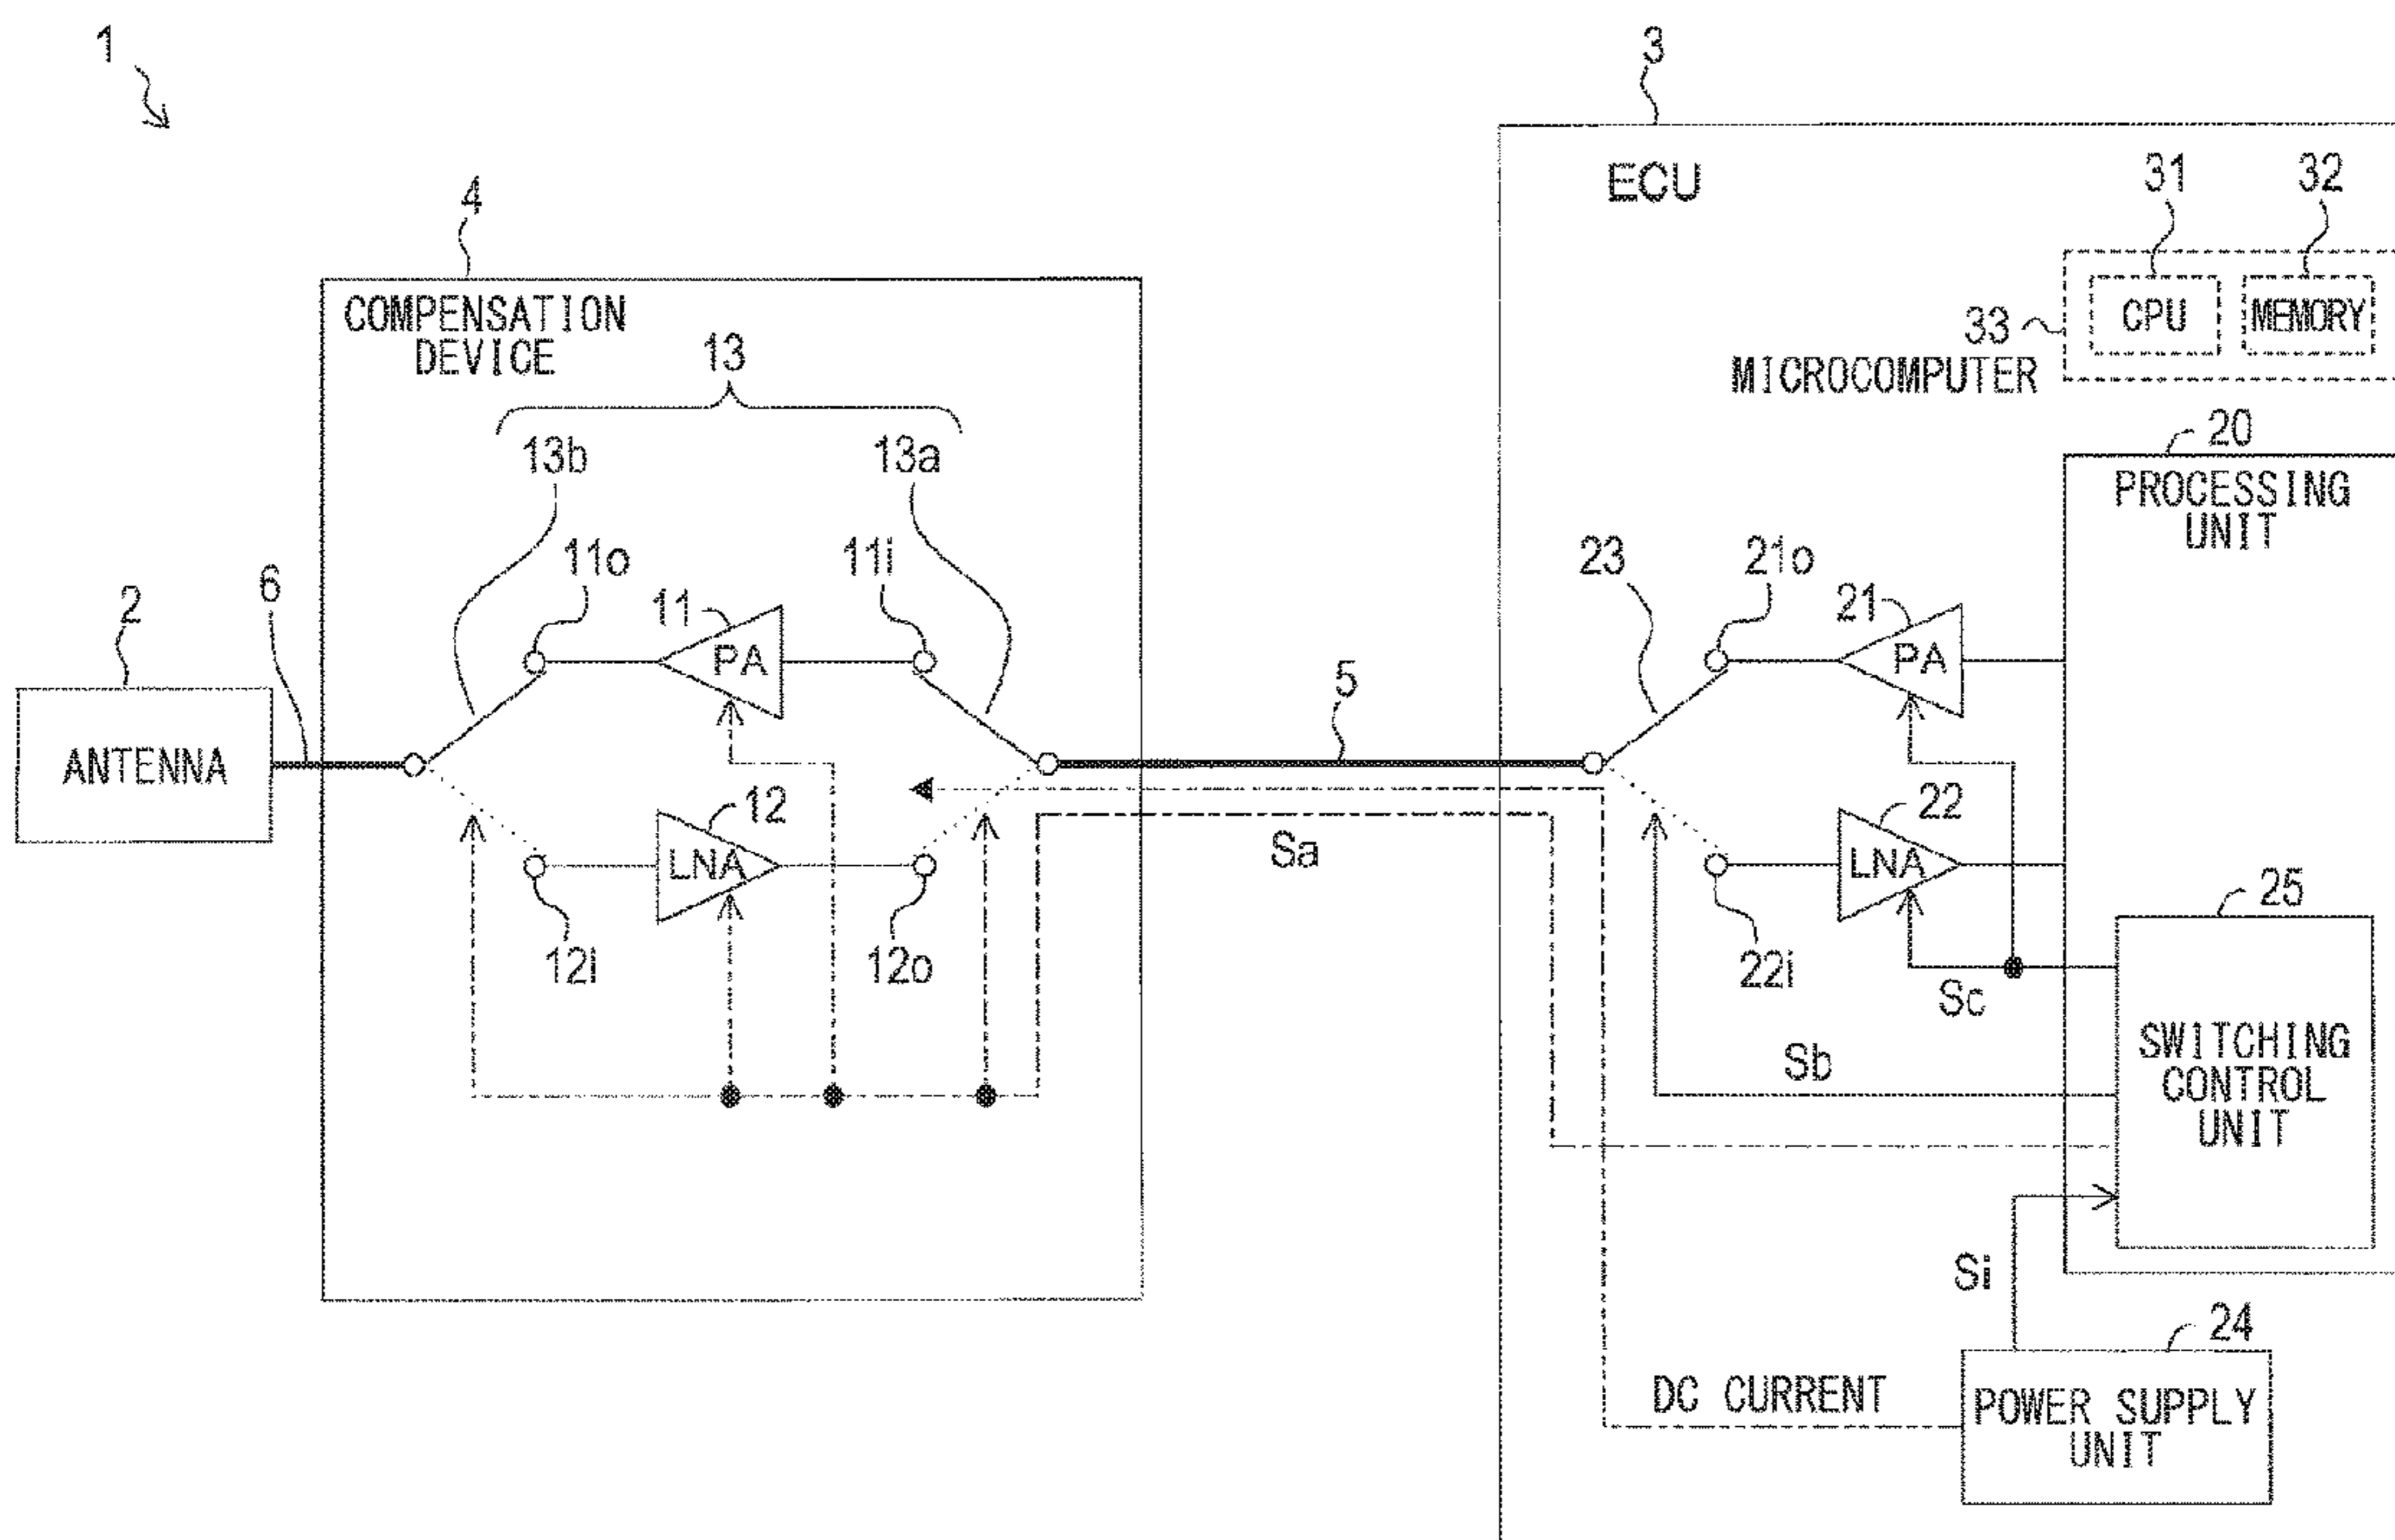 1
3
ECU
31
32
4
CPU
MEMORY
33
MICROCOMPUTER
COMPENSATION
DEVICE
13
13b
13a
20
PROCESSING
UNIT
11o
11i
23
21o
2
6
11
PA
21
PA
5
ANTENNA
12
LNA
Sa
22
LNA
25
12i
12o
22i
Sc
SWITCHING
CONTROL
UNIT
Sb
Si
24
DC CURRENT
POWER SUPPLY
UNIT